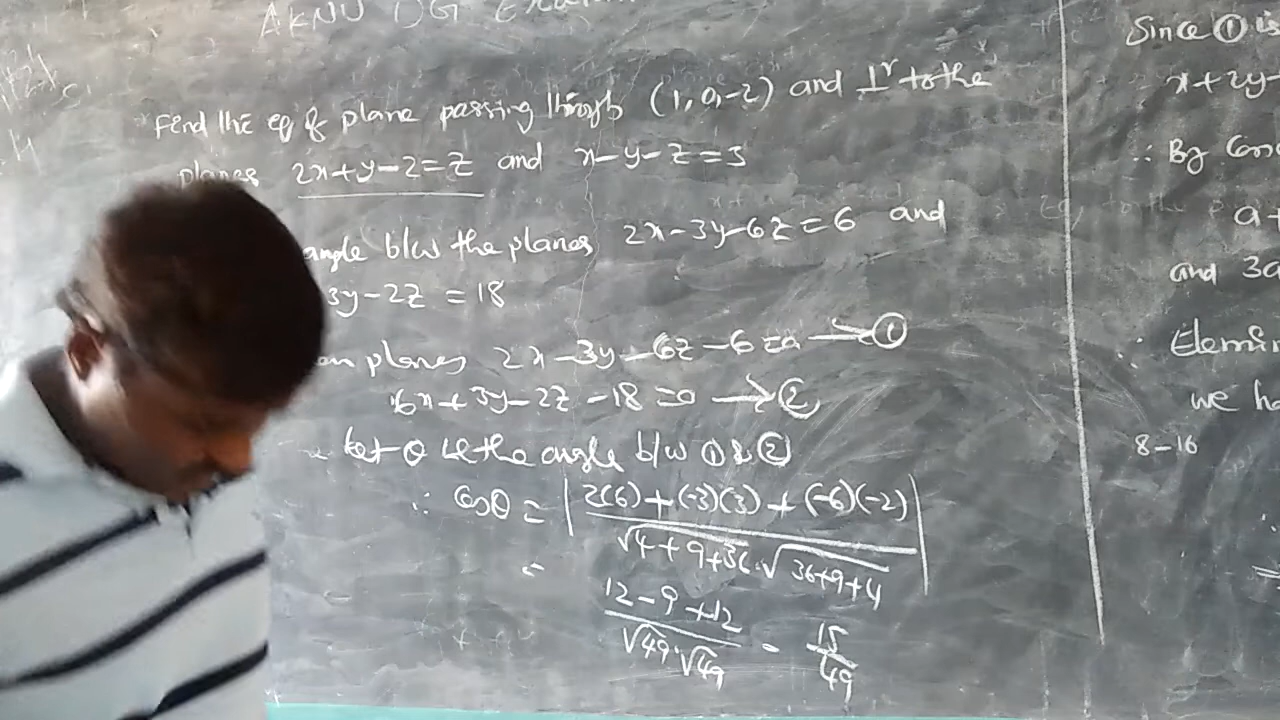 AKNU UG Exam
Find the eq of plane passing through (1, 0, -2) and ⊥r to the
planes 2x+y-2=z and x-y-z=3
angle b/w the planes 2x-3y-6z=6 and
3y-2z=18
planes 2x-3y-6z-6=0 → ①
6x+3y-2z-18=0 → ②
Let θ be the angle b/w ① & ②
∴ Cosθ = | 2(6)+(-3)(3)+(-6)(-2) / √4+9+36 · √36+9+4 |
= 12-9+12 / √49·√49 = 15/49
Since ① is
x+2y-
∴ By
a+
and 3a
∴ Elemin
we ha
8-16